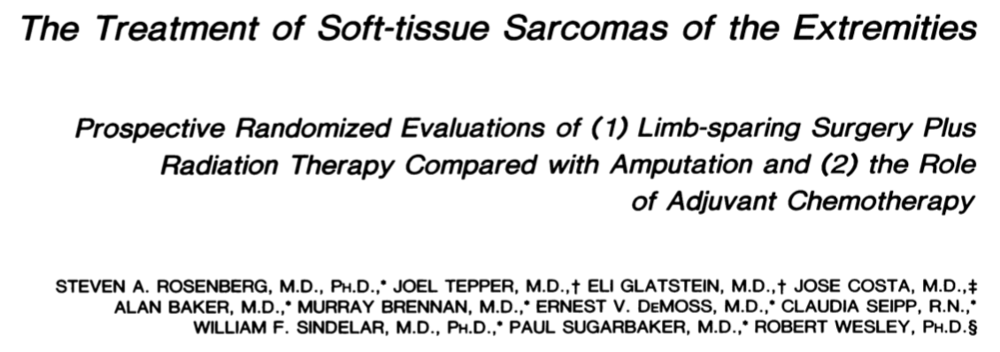 The Treatment of Soft-tissue Sarcomas of the Extremities
Prospective Randomized Evaluations of (1) Limb-sparing Surgery Plus
Radiation Therapy Compared with Amputation and (2) the Role
of Adjuvant Chemotherapy
STEVEN A. ROSENBERG, M.D., PH.D.,* JOEL TEPPER, M.D.,† ELI GLATSTEIN, M.D.,† JOSE COSTA, M.D.,‡
ALAN BAKER, M.D.,* MURRAY BRENNAN, M.D.,* ERNEST V. DEMOSS, M.D.,* CLAUDIA SEIPP, R.N.,*
WILLIAM F. SINDELAR, M.D., PH.D.,* PAUL SUGARBAKER, M.D.,* ROBERT WESLEY, PH.D.§